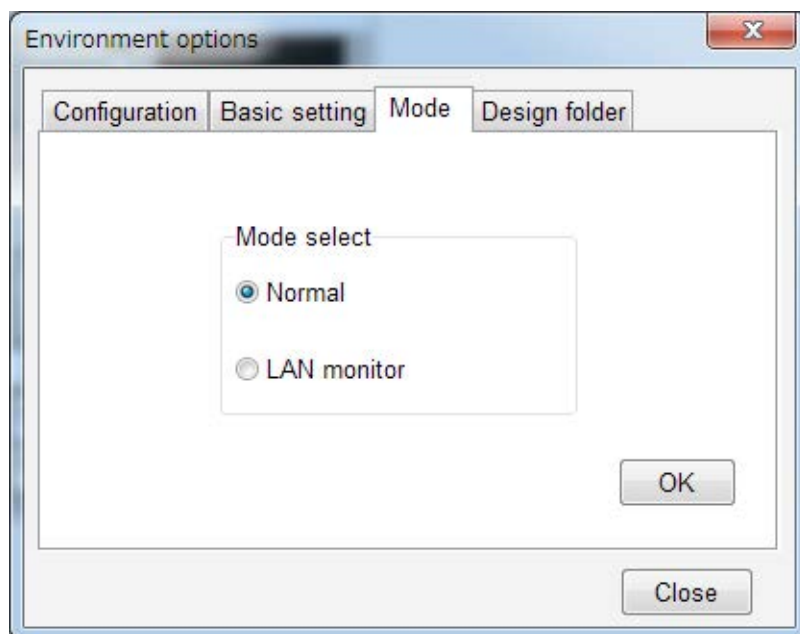 Environment options
Configuration Basic setting Mode Design folder
Mode select
Normal
LAN monitor
OK
Close